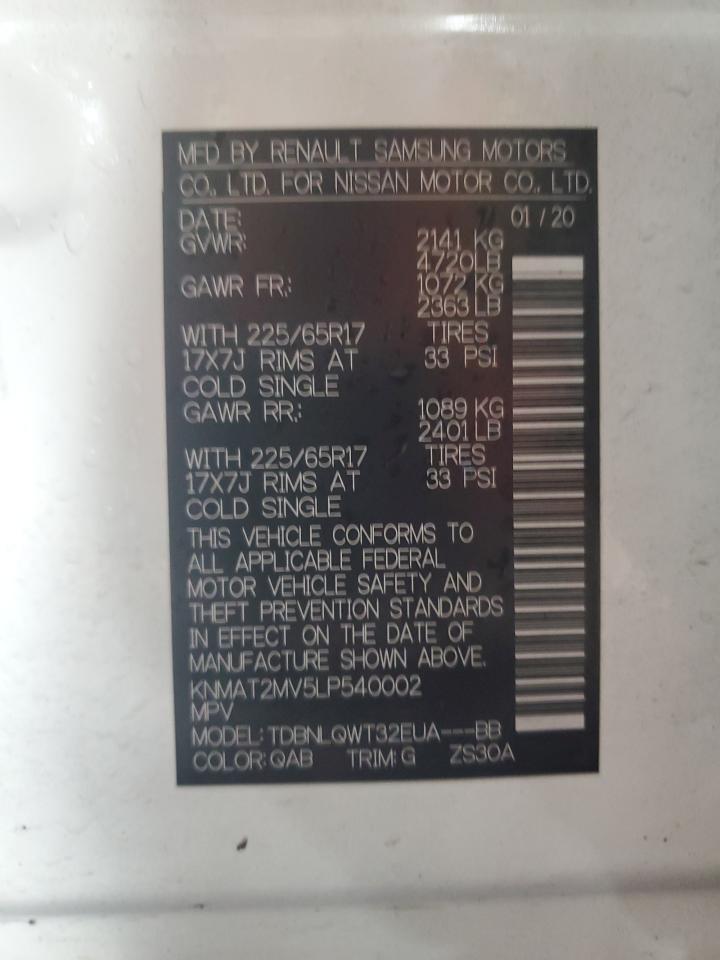 MFD BY RENAULT SAMSUNG MOTORS
CO., LTD. FOR NISSAN MOTOR CO., LTD.
DATE: 01 / 20
GVWR: 2141 KG
4720LB
GAWR FR.: 1072 KG
2363 LB
WITH 225/65R17 TIRES
17X7J RIMS AT 33 PSI
COLD SINGLE
GAWR RR.: 1089 KG
2401 LB
WITH 225/65R17 TIRES
17X7J RIMS AT 33 PSI
COLD SINGLE
THIS VEHICLE CONFORMS TO
ALL APPLICABLE FEDERAL
MOTOR VEHICLE SAFETY AND
THEFT PREVENTION STANDARDS
IN EFFECT ON THE DATE OF
MANUFACTURE SHOWN ABOVE.
KNMAT2MV5LP540002
MPV
MODEL: TDBNLQWT32EUA---BB
COLOR: QAB TRIM: G ZS30A